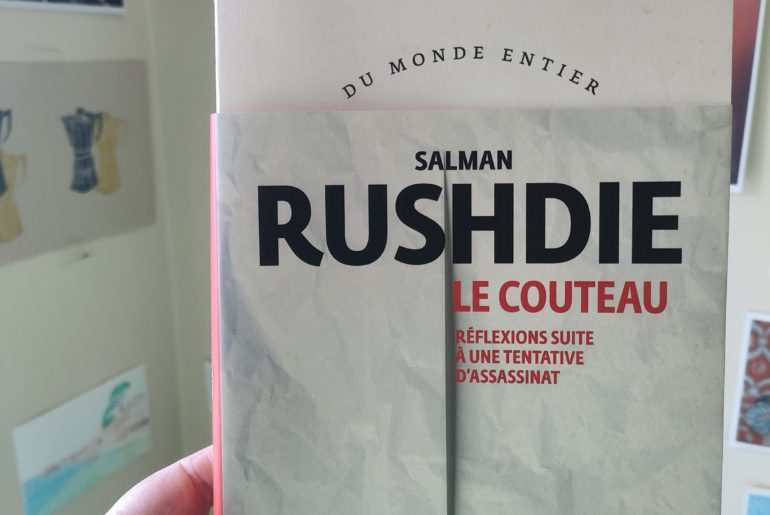 DU MONDE ENTIER
SALMAN
RUSHDIE
LE COUTEAU
RÉFLEXIONS SUITE
À UNE TENTATIVE
D'ASSASSINAT